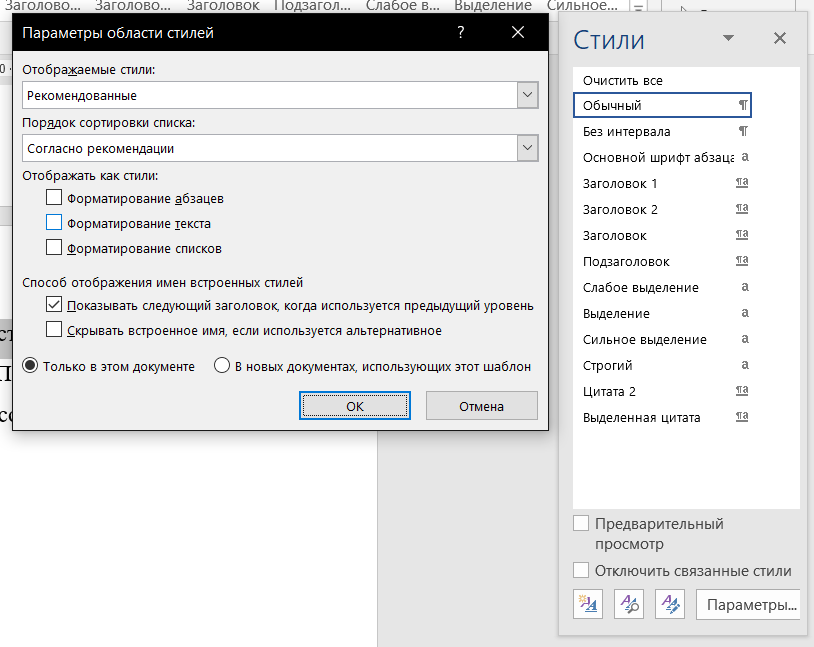 Заголово... Заголово... Заголовок Подзагол... Слабое в... Выделение Сильное...
Параметры области стилей ?
Отображаемые стили:
Рекомендованные
Порядок сортировки списка:
Согласно рекомендации
Отображать как стили:
Форматирование абзацев
Форматирование текста
Форматирование списков
Способ отображения имен встроенных стилей
Показывать следующий заголовок, когда используется предыдущий уровень
Скрывать встроенное имя, если используется альтернативное
Только в этом документе В новых документах, использующих этот шаблон
ОК Отмена
Стили
Очистить все
Обычный ¶
Без интервала ¶
Основной шрифт абзаца a
Заголовок 1 ¶a
Заголовок 2 ¶a
Заголовок ¶a
Подзаголовок ¶a
Слабое выделение a
Выделение a
Сильное выделение a
Строгий a
Цитата 2 ¶a
Выделенная цитата ¶a
Предварительный
просмотр
Отключить связанные стили
Параметры...